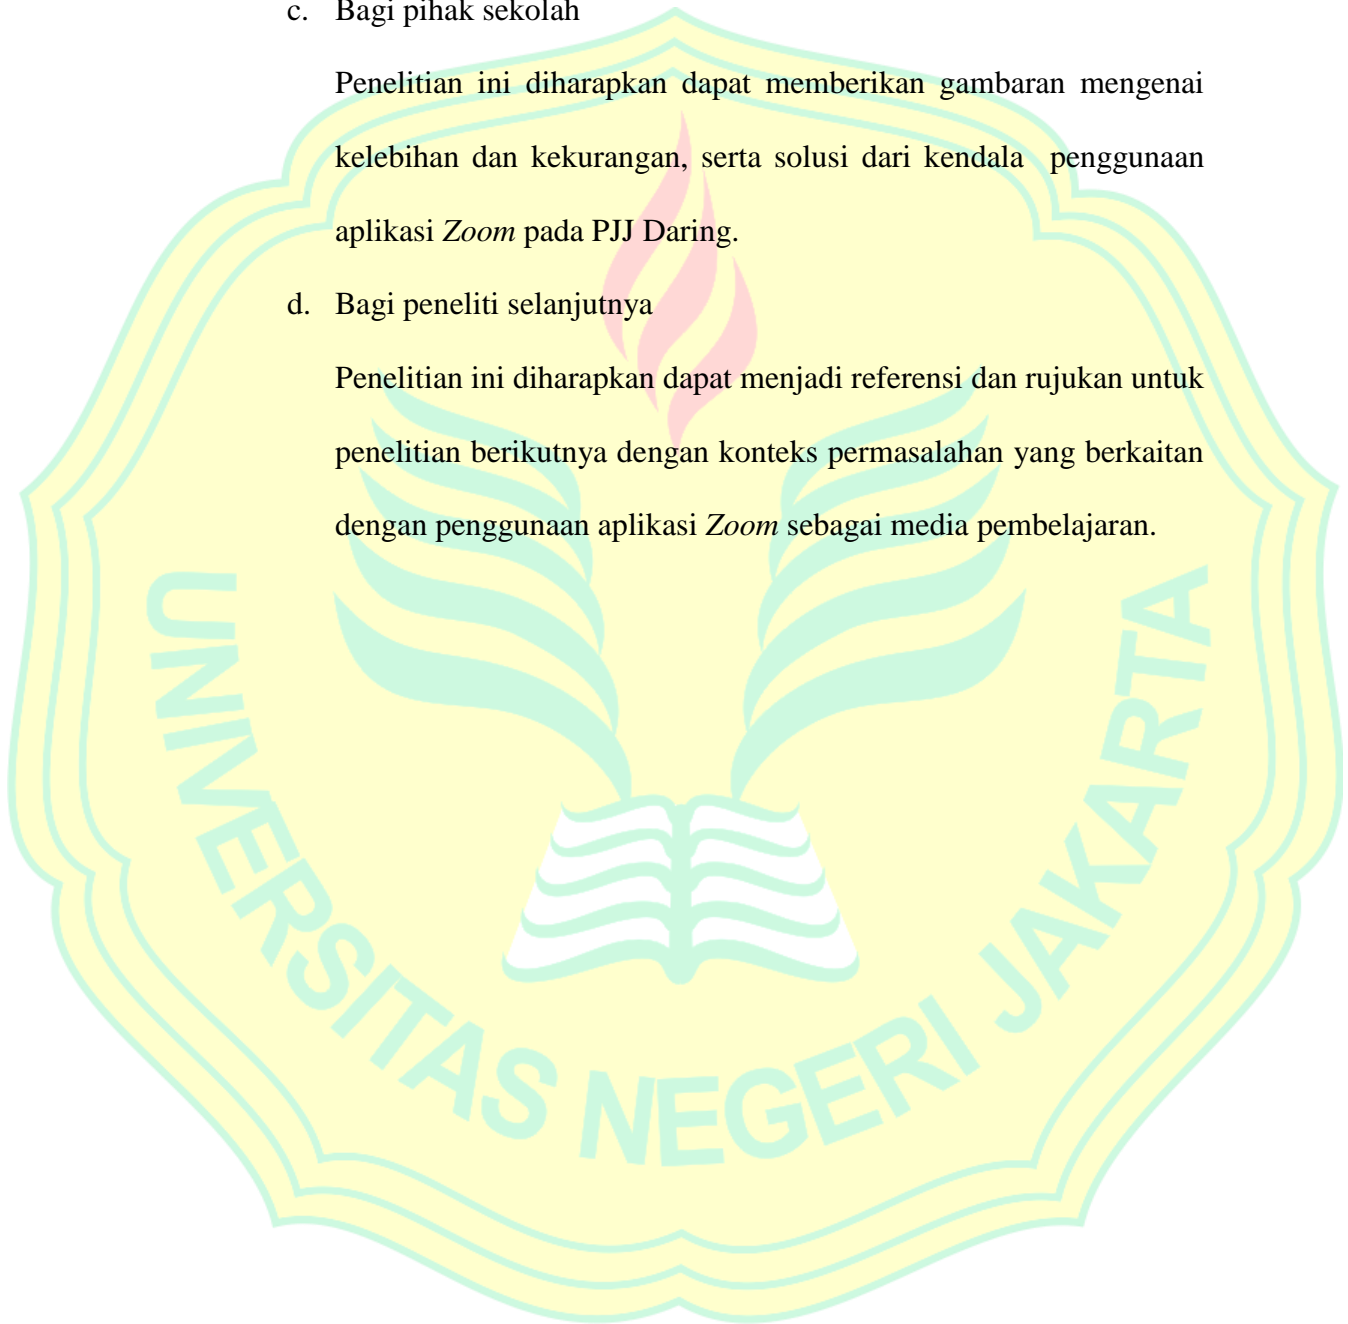 c. Bagi pihak sekolah
Penelitian ini diharapkan dapat memberikan gambaran mengenai
kelebihan dan kekurangan, serta solusi dari kendala penggunaan
aplikasi Zoom pada PJJ Daring.
d. Bagi peneliti selanjutnya
Penelitian ini diharapkan dapat menjadi referensi dan rujukan untuk
penelitian berikutnya dengan konteks permasalahan yang berkaitan
dengan penggunaan aplikasi Zoom sebagai media pembelajaran.
UNIVERSITAS NEGERI JAKARTA